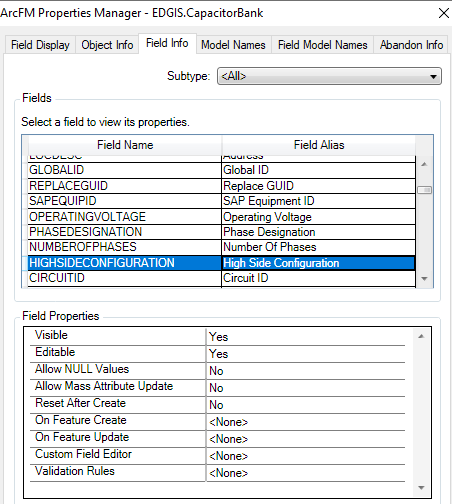 ArcFM Properties Manager - EDGIS.CapacitorBank
Field Display Object Info Field Info Model Names Field Model Names Abandon Info
Subtype: <All>
Fields
Select a field to view its properties.
Field Name Field Alias
LOCDESC Address
GLOBALID Global ID
REPLACEGUID Replace GUID
SAPEQUIPID SAP Equipment ID
OPERATINGVOLTAGE Operating Voltage
PHASEDESIGNATION Phase Designation
NUMBEROFPHASES Number Of Phases
HIGHSIDECONFIGURATION High Side Configuration
CIRCUITID Circuit ID
Field Properties
Visible Yes
Editable Yes
Allow NULL Values No
Allow Mass Attribute Update No
Reset After Create No
On Feature Create <None>
On Feature Update <None>
Custom Field Editor <None>
Validation Rules <None>